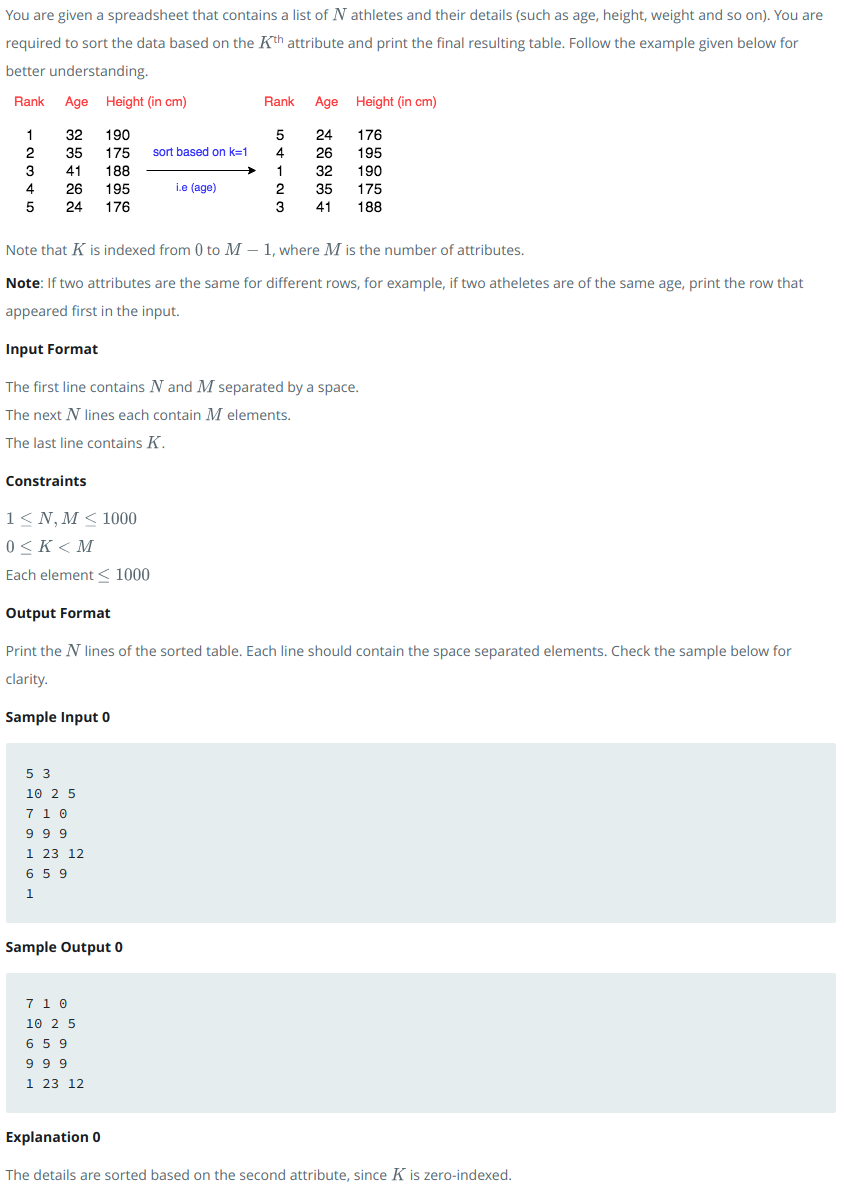 You are given a spreadsheet that contains a list of N athletes and their details (such as age, height, weight and so on). You are
required to sort the data based on the Kth attribute and print the final resulting table. Follow the example given below for
better understanding.
Rank Age Height (in cm) Rank Age Height (in cm)
1 32 190 5 24 176
2 35 175 sort based on k=1 4 26 195
3 41 188 1 32 190
4 26 195 i.e (age) 2 35 175
5 24 176 3 41 188
Note that K is indexed from 0 to M − 1, where M is the number of attributes.
Note: If two attributes are the same for different rows, for example, if two atheletes are of the same age, print the row that
appeared first in the input.
Input Format
The first line contains N and M separated by a space.
The next N lines each contain M elements.
The last line contains K.
Constraints
1 ≤ N, M ≤ 1000
0 ≤ K < M
Each element ≤ 1000
Output Format
Print the N lines of the sorted table. Each line should contain the space separated elements. Check the sample below for
clarity.
Sample Input 0
5 3
10 2 5
7 1 0
9 9 9
1 23 12
6 5 9
1
Sample Output 0
7 1 0
10 2 5
6 5 9
9 9 9
1 23 12
Explanation 0
The details are sorted based on the second attribute, since K is zero-indexed.